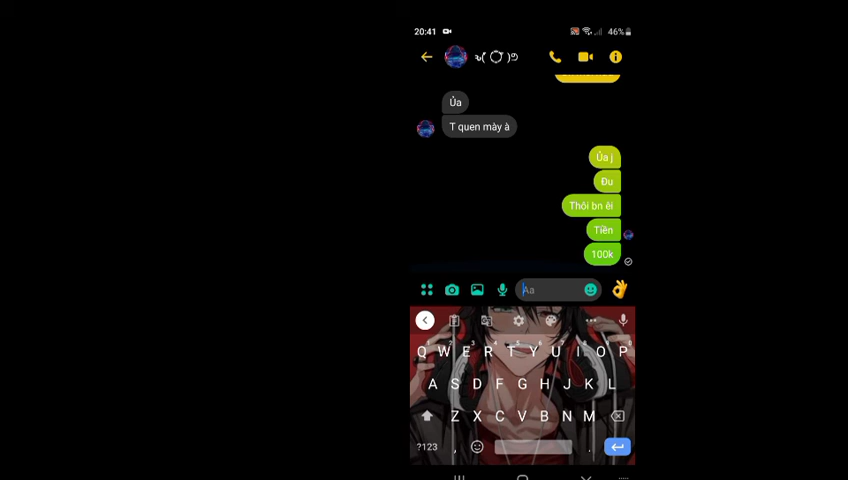 20:41
46%
Ủa
T quen mày à
Ủa j
Đu
Thôi bn êi
Tiền
100k
Aa
Q W E R T Y U I O P
A S D F G H J K L
Z X C V B N M
?123 , .